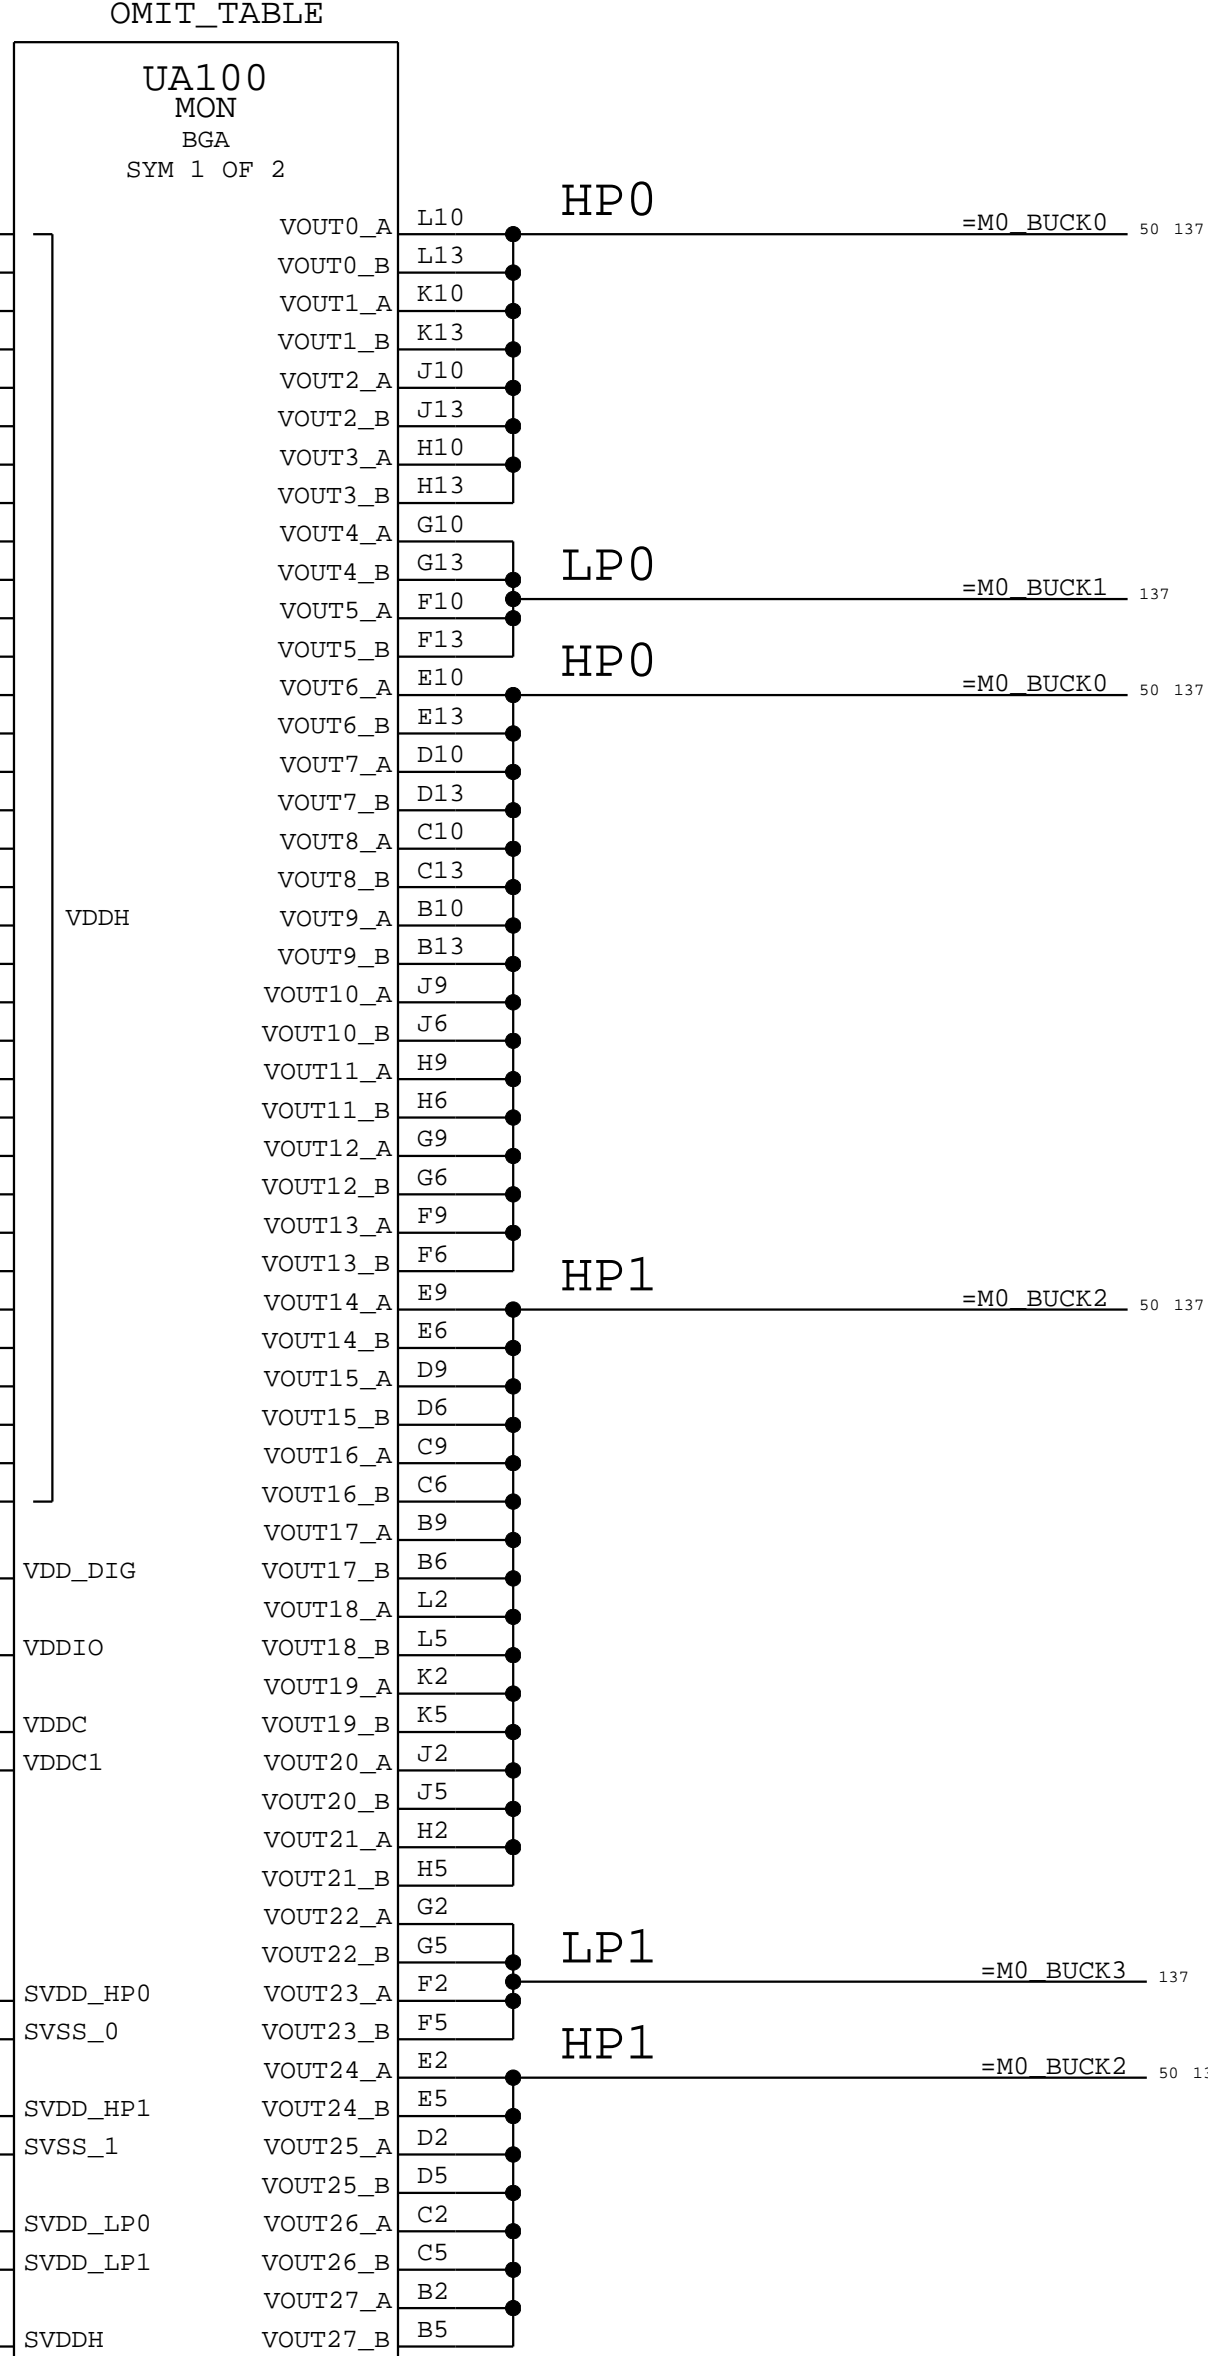 OMIT_TABLE
UA100
MON
BGA
SYM 1 OF 2
HP0
VOUT0_A L10 =M0_BUCK0 50 137
VOUT0_B L13
VOUT1_A K10
VOUT1_B K13
VOUT2_A J10
VOUT2_B J13
VOUT3_A H10
VOUT3_B H13
VOUT4_A G10
LP0
VOUT4_B G13 =M0_BUCK1 137
VOUT5_A F10
VOUT5_B F13
HP0
VOUT6_A E10 =M0_BUCK0 50 137
VOUT6_B E13
VOUT7_A D10
VOUT7_B D13
VOUT8_A C10
VOUT8_B C13
VDDH VOUT9_A B10
VOUT9_B B13
VOUT10_A J9
VOUT10_B J6
VOUT11_A H9
VOUT11_B H6
VOUT12_A G9
VOUT12_B G6
VOUT13_A F9
VOUT13_B F6
HP1
VOUT14_A E9 =M0_BUCK2 50 137
VOUT14_B E6
VOUT15_A D9
VOUT15_B D6
VOUT16_A C9
VOUT16_B C6
VOUT17_A B9
VDD_DIG VOUT17_B B6
VOUT18_A L2
VDDIO VOUT18_B L5
VOUT19_A K2
VDDC VOUT19_B K5
VDDC1 VOUT20_A J2
VOUT20_B J5
VOUT21_A H2
VOUT21_B H5
VOUT22_A G2
LP1
VOUT22_B G5 =M0_BUCK3 137
SVDD_HP0 VOUT23_A F2
SVSS_0 VOUT23_B F5
HP1
VOUT24_A E2 =M0_BUCK2 50
SVDD_HP1 VOUT24_B E5
SVSS_1 VOUT25_A D2
VOUT25_B D5
SVDD_LP0 VOUT26_A C2
SVDD_LP1 VOUT26_B C5
VOUT27_A B2
SVDDH VOUT27_B B5